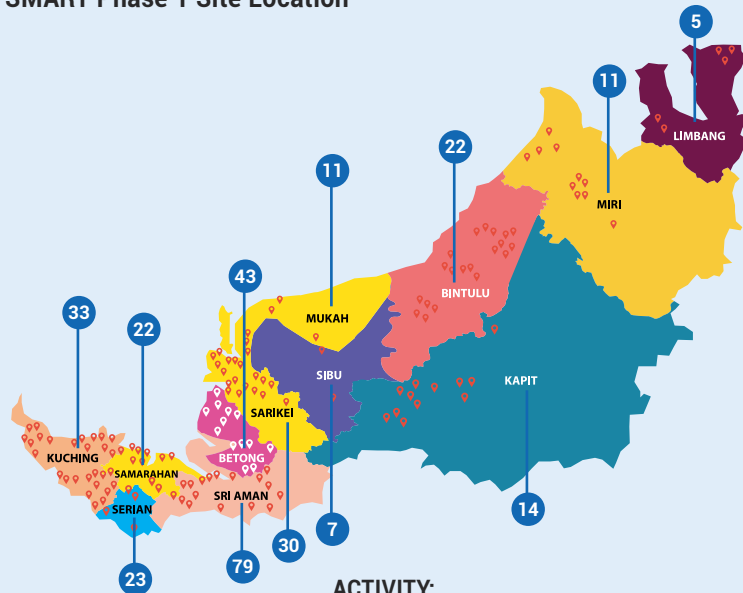 SMART Phase 1 Site Location
5
11
LIMBANG
22
11
MIRI
43
BINTULU
33
MUKAH
22
SIBU
KAPIT
SARIKEI
KUCHING
BETONG
SAMARAHAN
SRI AMAN
SERIAN
14
7
30
79
23
ACTIVITY: